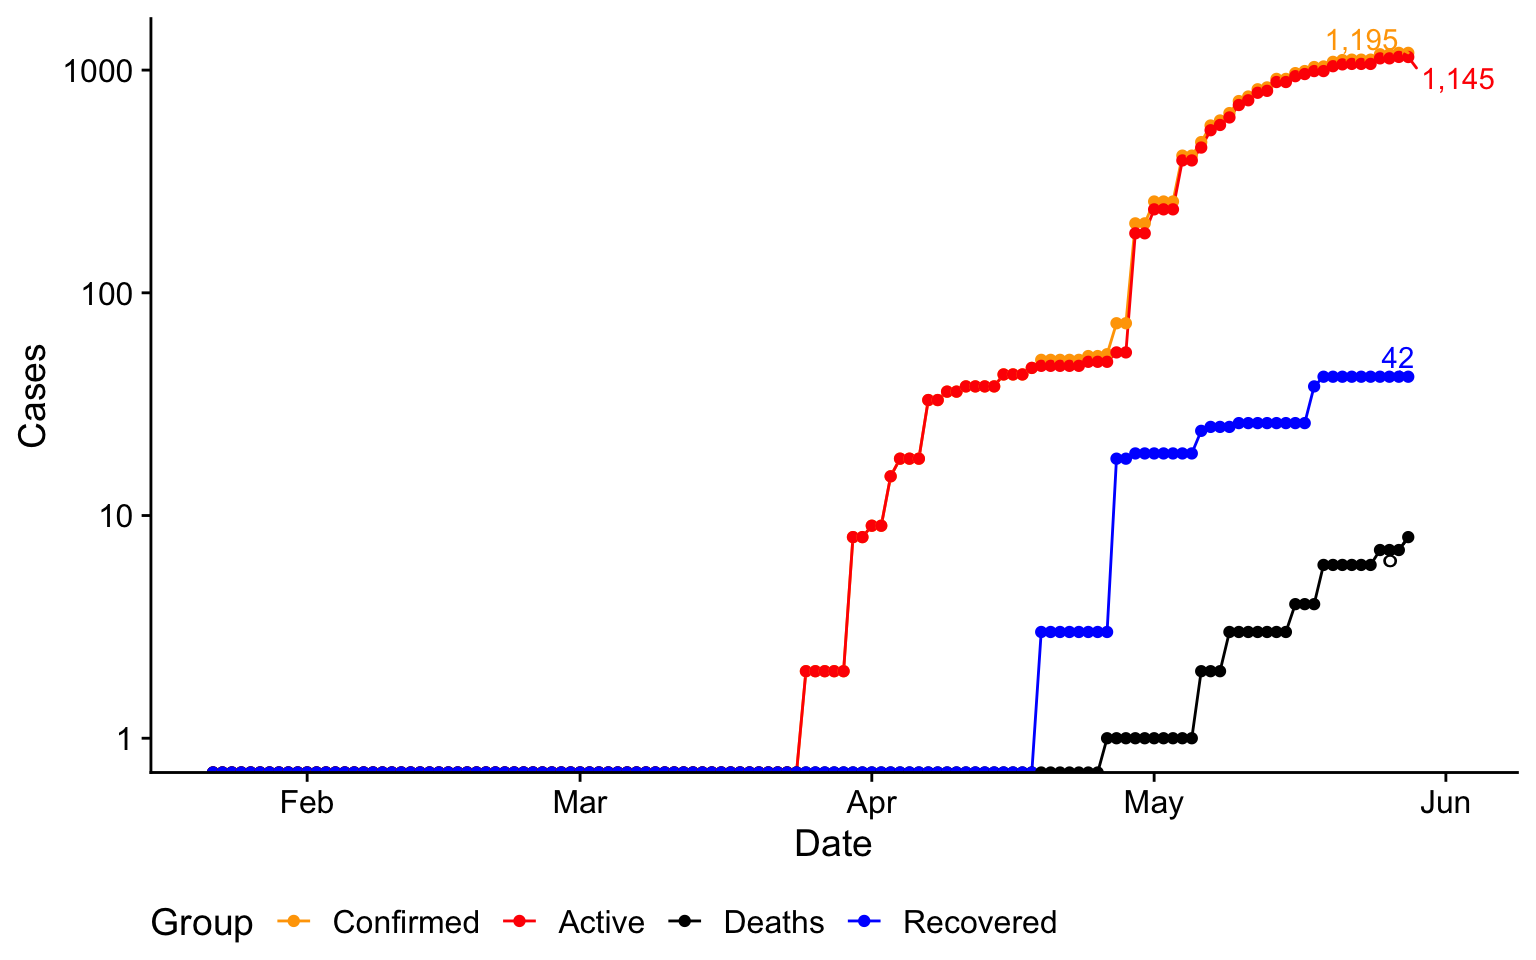 1,195
1000
1,145
100
42
10
1
Cases
Feb Mar Apr May Jun
Date
Group Confirmed Active Deaths Recovered